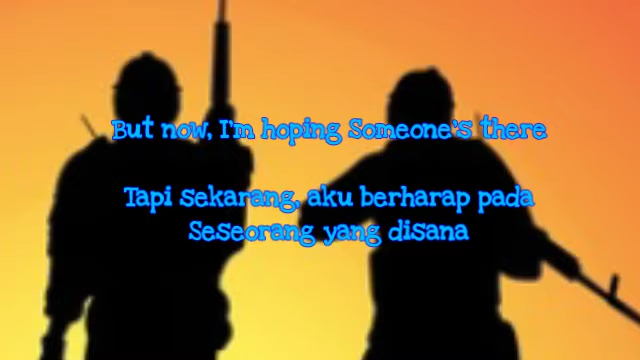 But now, I'm hoping Someone's there
Tapi sekarang, aku berharap pada
Seseorang yang disana